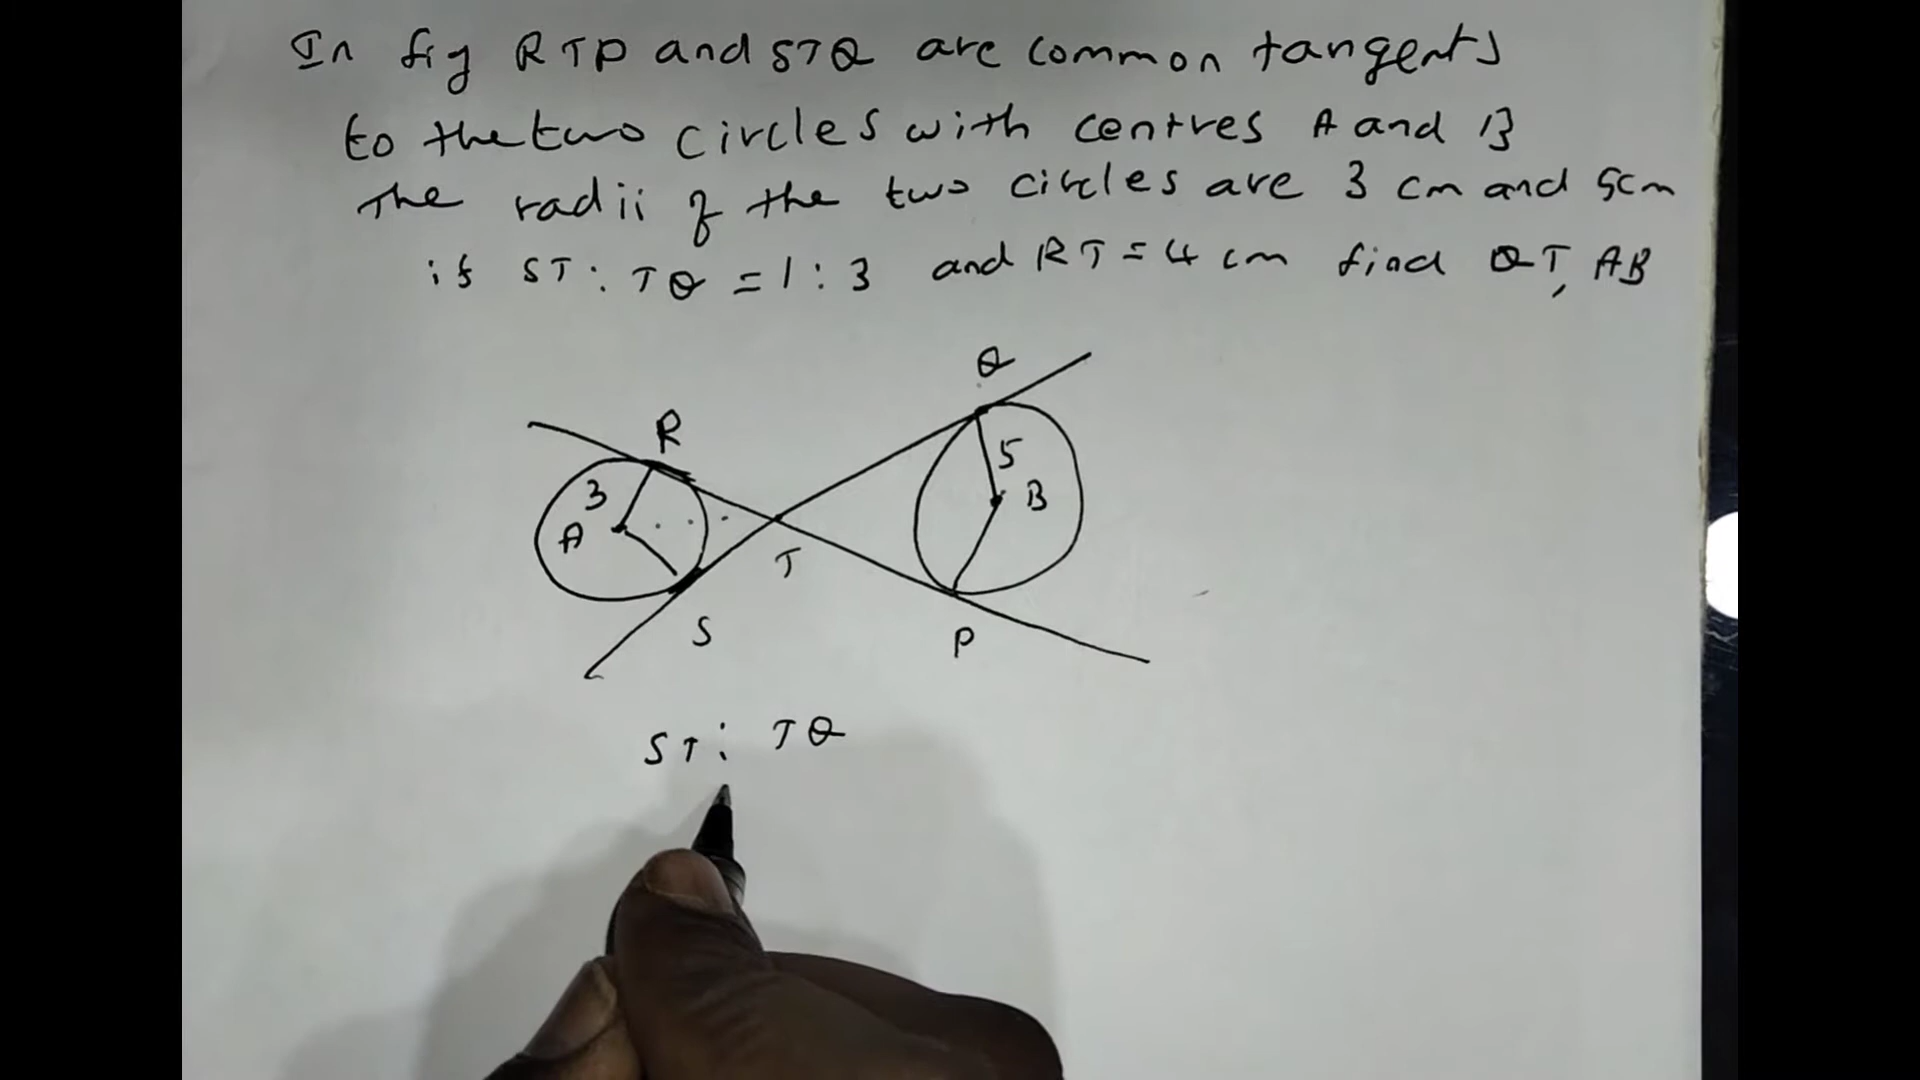 In fig RTP and STQ are common tangents
to the two circles with centres A and B
The radii of the two circles are 3 cm and 5cm
if ST : TQ = 1 : 3 and RT = 4 cm find QT, AB
Q
R
5
3
B
A
T
S
P
ST : TQ